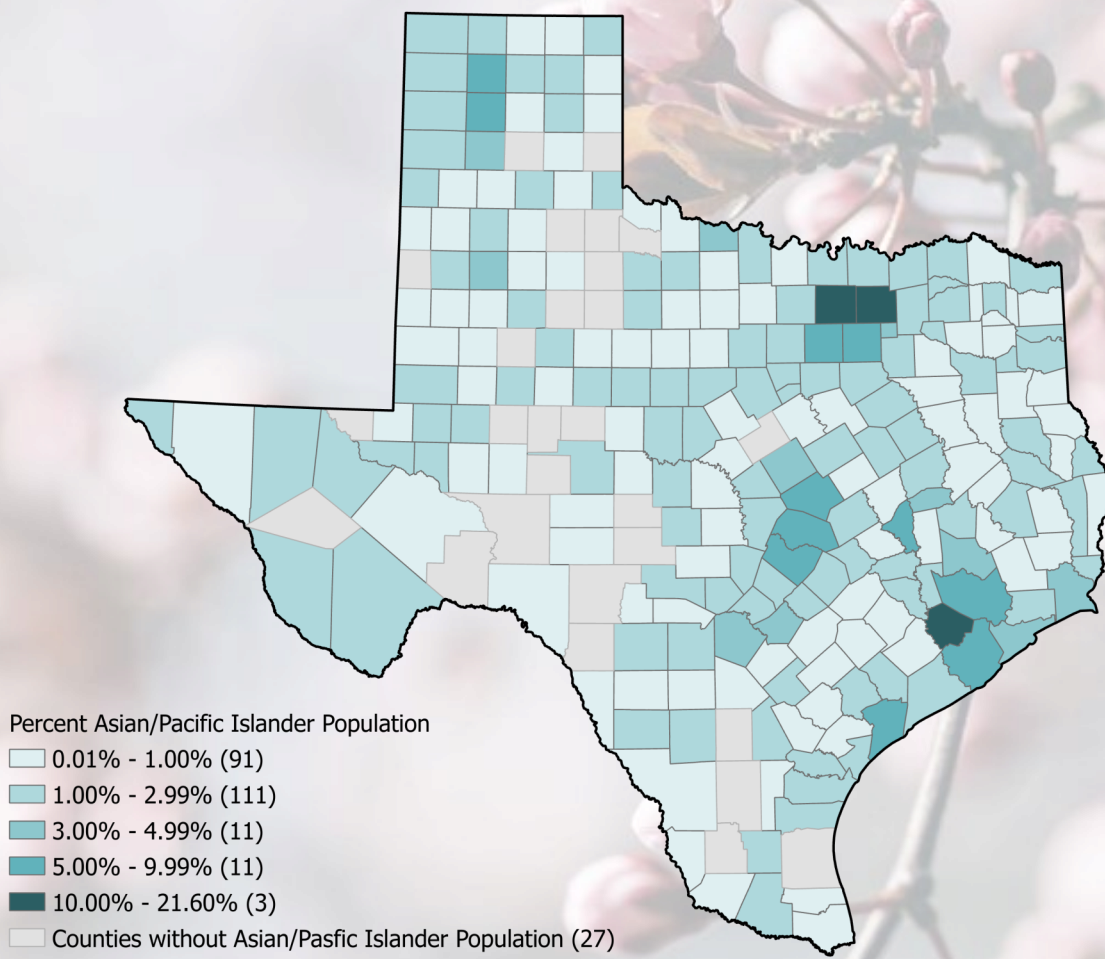 Percent Asian/Pacific Islander Population
0.01% - 1.00% (91)
1.00% - 2.99% (111)
3.00% - 4.99% (11)
5.00% - 9.99% (11)
10.00% - 21.60% (3)
Counties without Asian/Pasfic Islander Population (27)